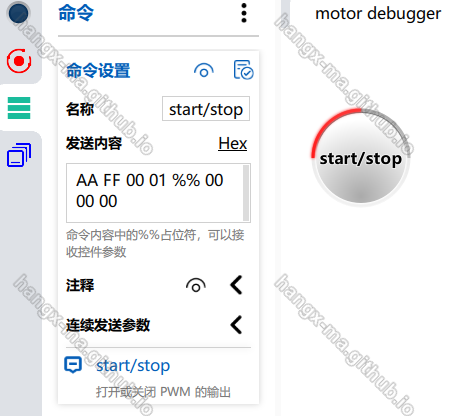 命令
motor debugger
命令设置
名称
start/stop
发送内容
Hex
AA FF 00 01 %% 00
00 00
命令内容中的%%占位符，可以接
收控件参数
注释
连续发送参数
start/stop
打开或关闭 PWM 的输出
start/stop
hangx-ma.github.io
hangx-ma.github.io
hangx-ma.github.io
hangx-ma.github.io